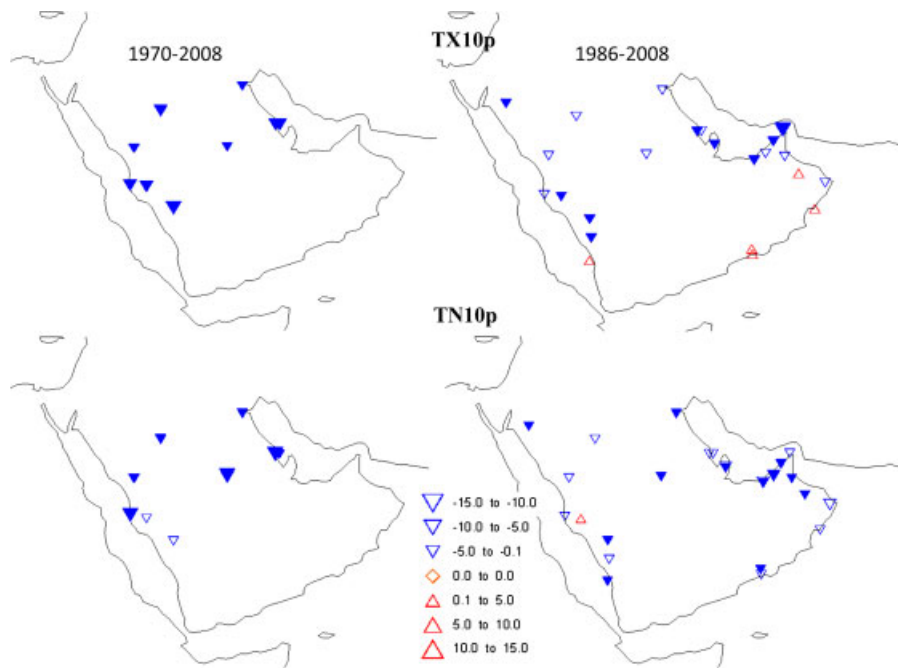 TX10p
1970-2008
1986-2008
TN10p
-15.0 to -10.0
-10.0 to -5.0
-5.0 to -0.1
0.0 to 0.0
0.1 to 5.0
5.0 to 10.0
10.0 to 15.0